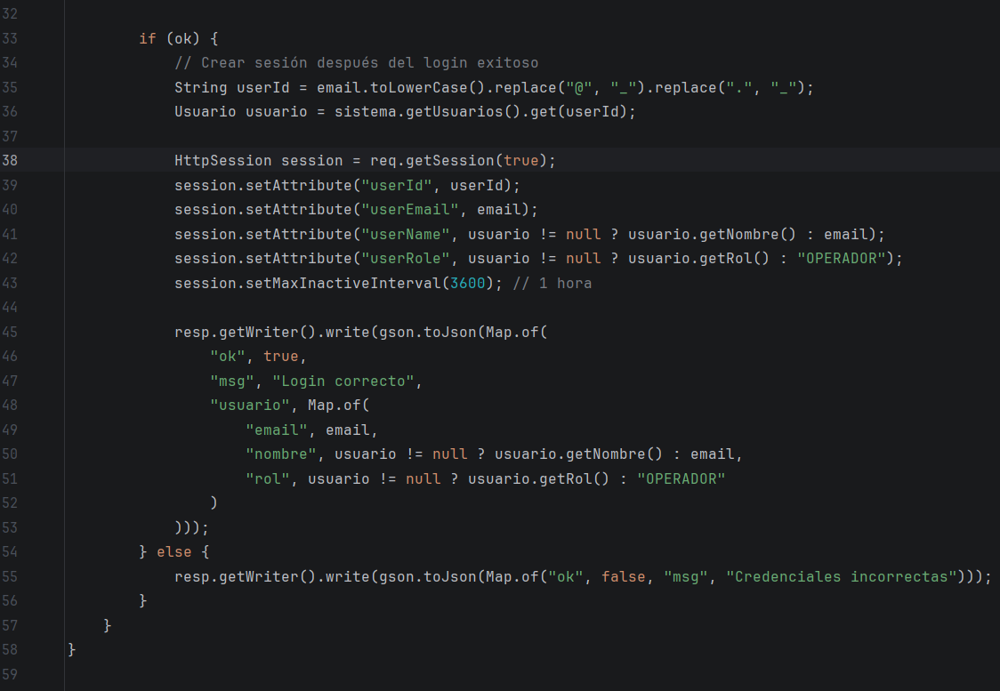 32
33 if (ok) {
34 // Crear sesión después del login exitoso
35 String userId = email.toLowerCase().replace("@", "_").replace(".", "_");
36 Usuario usuario = sistema.getUsuarios().get(userId);
37
38 HttpSession session = req.getSession(true);
39 session.setAttribute("userId", userId);
40 session.setAttribute("userEmail", email);
41 session.setAttribute("userName", usuario != null ? usuario.getNombre() : email);
42 session.setAttribute("userRole", usuario != null ? usuario.getRol() : "OPERADOR");
43 session.setMaxInactiveInterval(3600); // 1 hora
44
45 resp.getWriter().write(gson.toJson(Map.of(
46 "ok", true,
47 "msg", "Login correcto",
48 "usuario", Map.of(
49 "email", email,
50 "nombre", usuario != null ? usuario.getNombre() : email,
51 "rol", usuario != null ? usuario.getRol() : "OPERADOR"
52 )
53 )));
54 } else {
55 resp.getWriter().write(gson.toJson(Map.of("ok", false, "msg", "Credenciales incorrectas")));
56 }
57 }
58 }
59